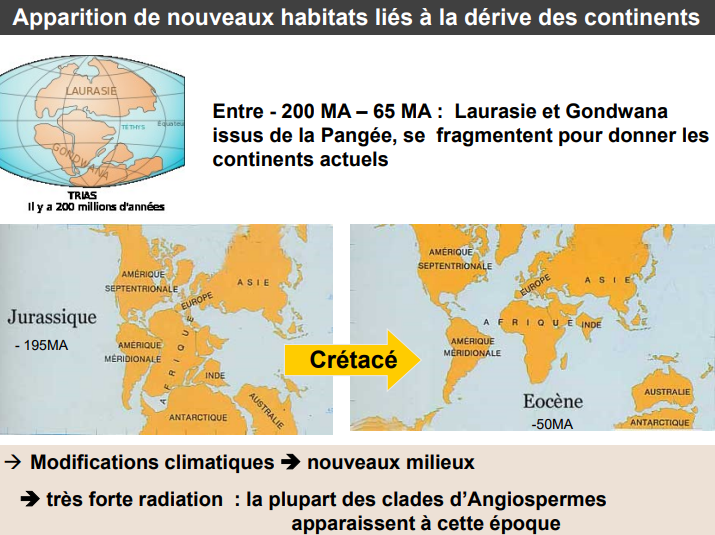 Apparition de nouveaux habitats liés à la dérive des continents
LAURASIE
TÉTHYS
Équateur
GONDWANA
TRIAS
Il y a 200 millions d'années
Entre - 200 MA – 65 MA : Laurasie et Gondwana
issus de la Pangée, se fragmentent pour donner les
continents actuels
Jurassique
- 195MA
AMÉRIQUE
SEPTENTRIONALE
EUROPE
ASIE
AMÉRIQUE
MÉRIDIONALE
AFRIQUE
INDE
ANTARCTIQUE
AUSTRALIE
Crétacé
AMÉRIQUE
SEPTENTRIONALE
EUROPE
ASIE
AFRIQUE
INDE
AMÉRIQUE
MÉRIDIONALE
Eocène
-50MA
AUSTRALIE
ANTARCTIQUE
→ Modifications climatiques ➔ nouveaux milieux
➔ très forte radiation : la plupart des clades d'Angiospermes
apparaissent à cette époque